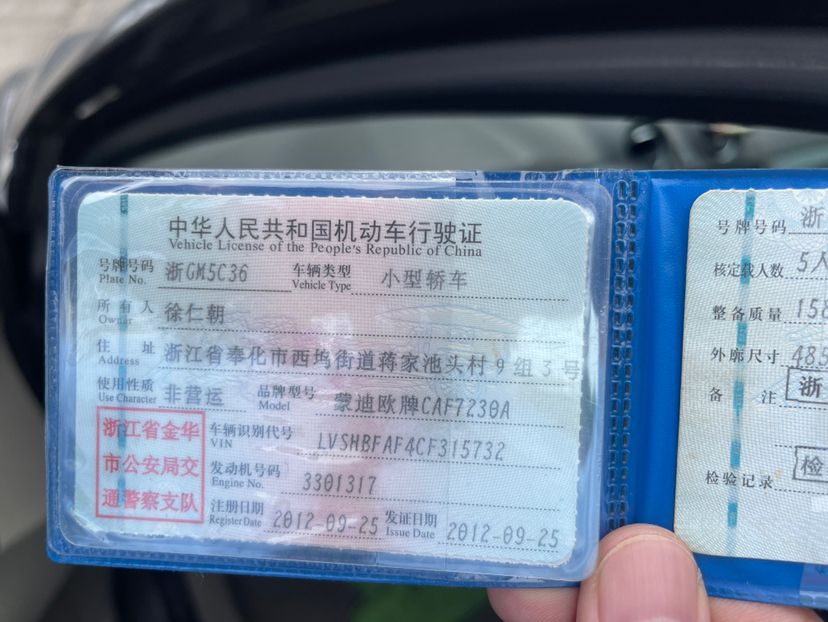 中华人民共和国机动车行驶证
Vehicle License of the People's Republic of China
号牌号码 浙GM5C36 车辆类型 小型轿车
Plate No. Vehicle Type
所有人 徐仁朝
Owner
住址 浙江省奉化市西坞街道蒋家池头村9组3号
Address
使用性质 非营运 品牌型号 蒙迪欧牌CAF7230A
Use Character Model
浙江省金华
市公安局交
通警察支队
车辆识别代号 LVSHBFAF4CF315732
VIN
发动机号码 3301317
Engine No.
注册日期 2012-09-25 发证日期 2012-09-25
Register Date Issue Date
号牌号码 浙
核定载人数 5人
整备质量 158
外廓尺寸 485
备注 浙
检验记录 检